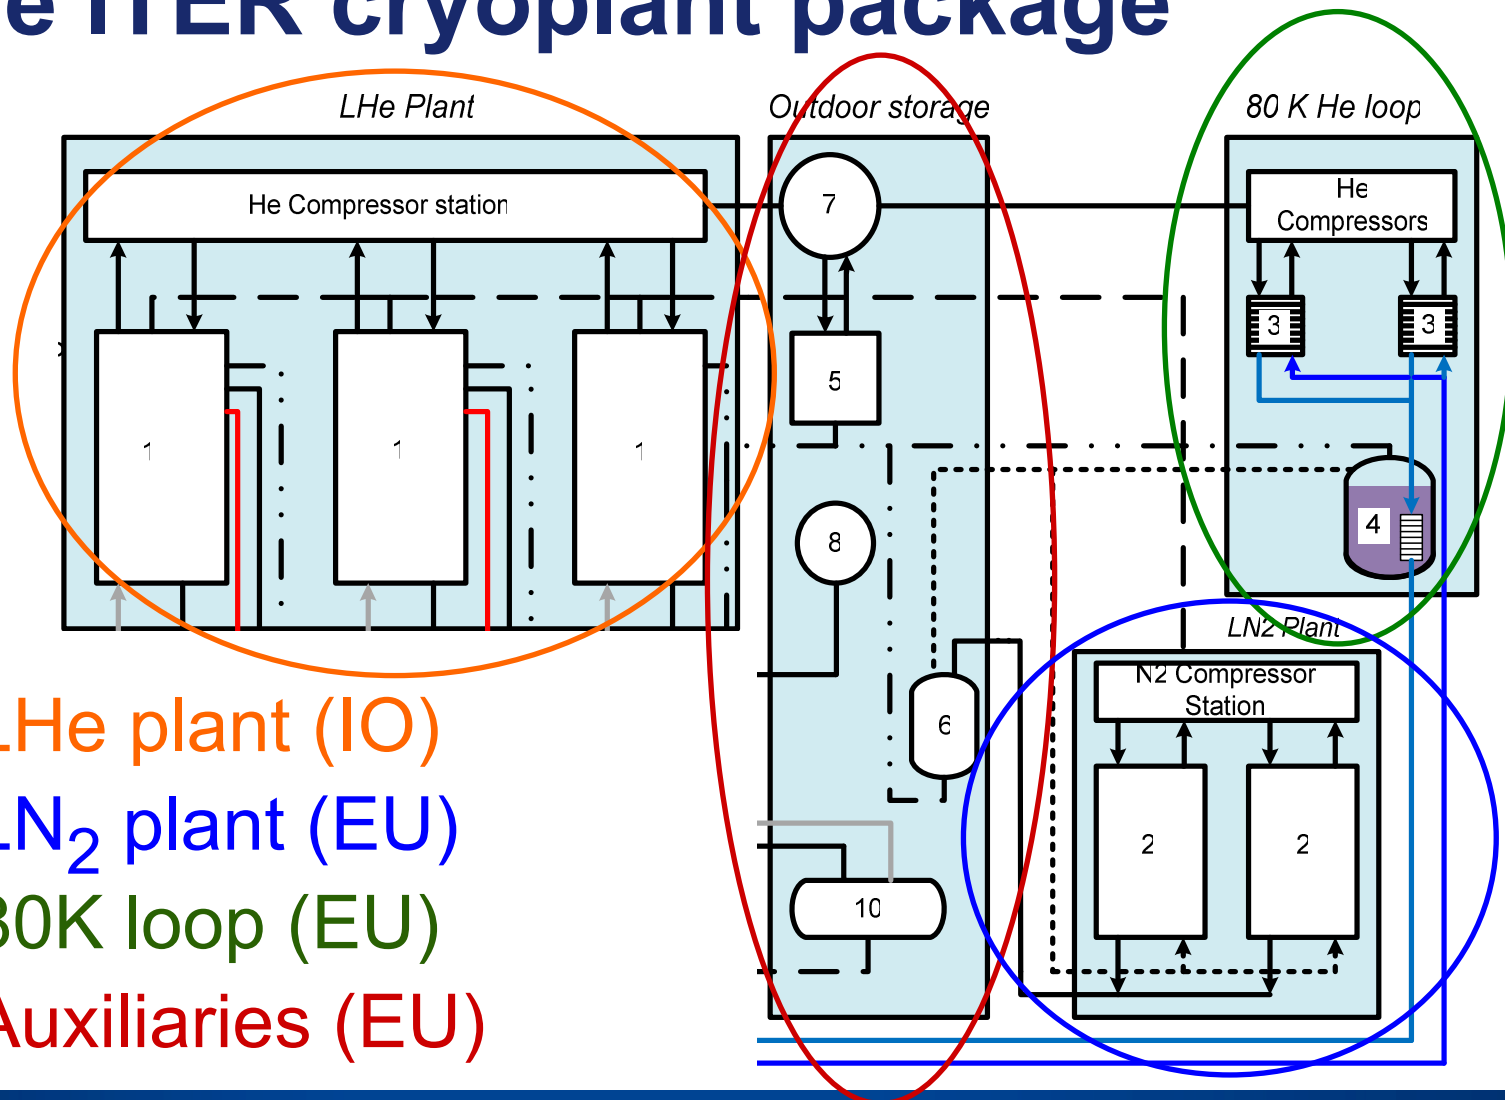 e ITER cryoplant package
LHe Plant
Outdoor storage
80 K He loop
He Compressor station
7
He
Compressors
3
3
5
1
1
1
4
8
LN2 Plant
N2 Compressor
Station
6
2
2
10
LHe plant (IO)
LN2 plant (EU)
80K loop (EU)
Auxiliaries (EU)